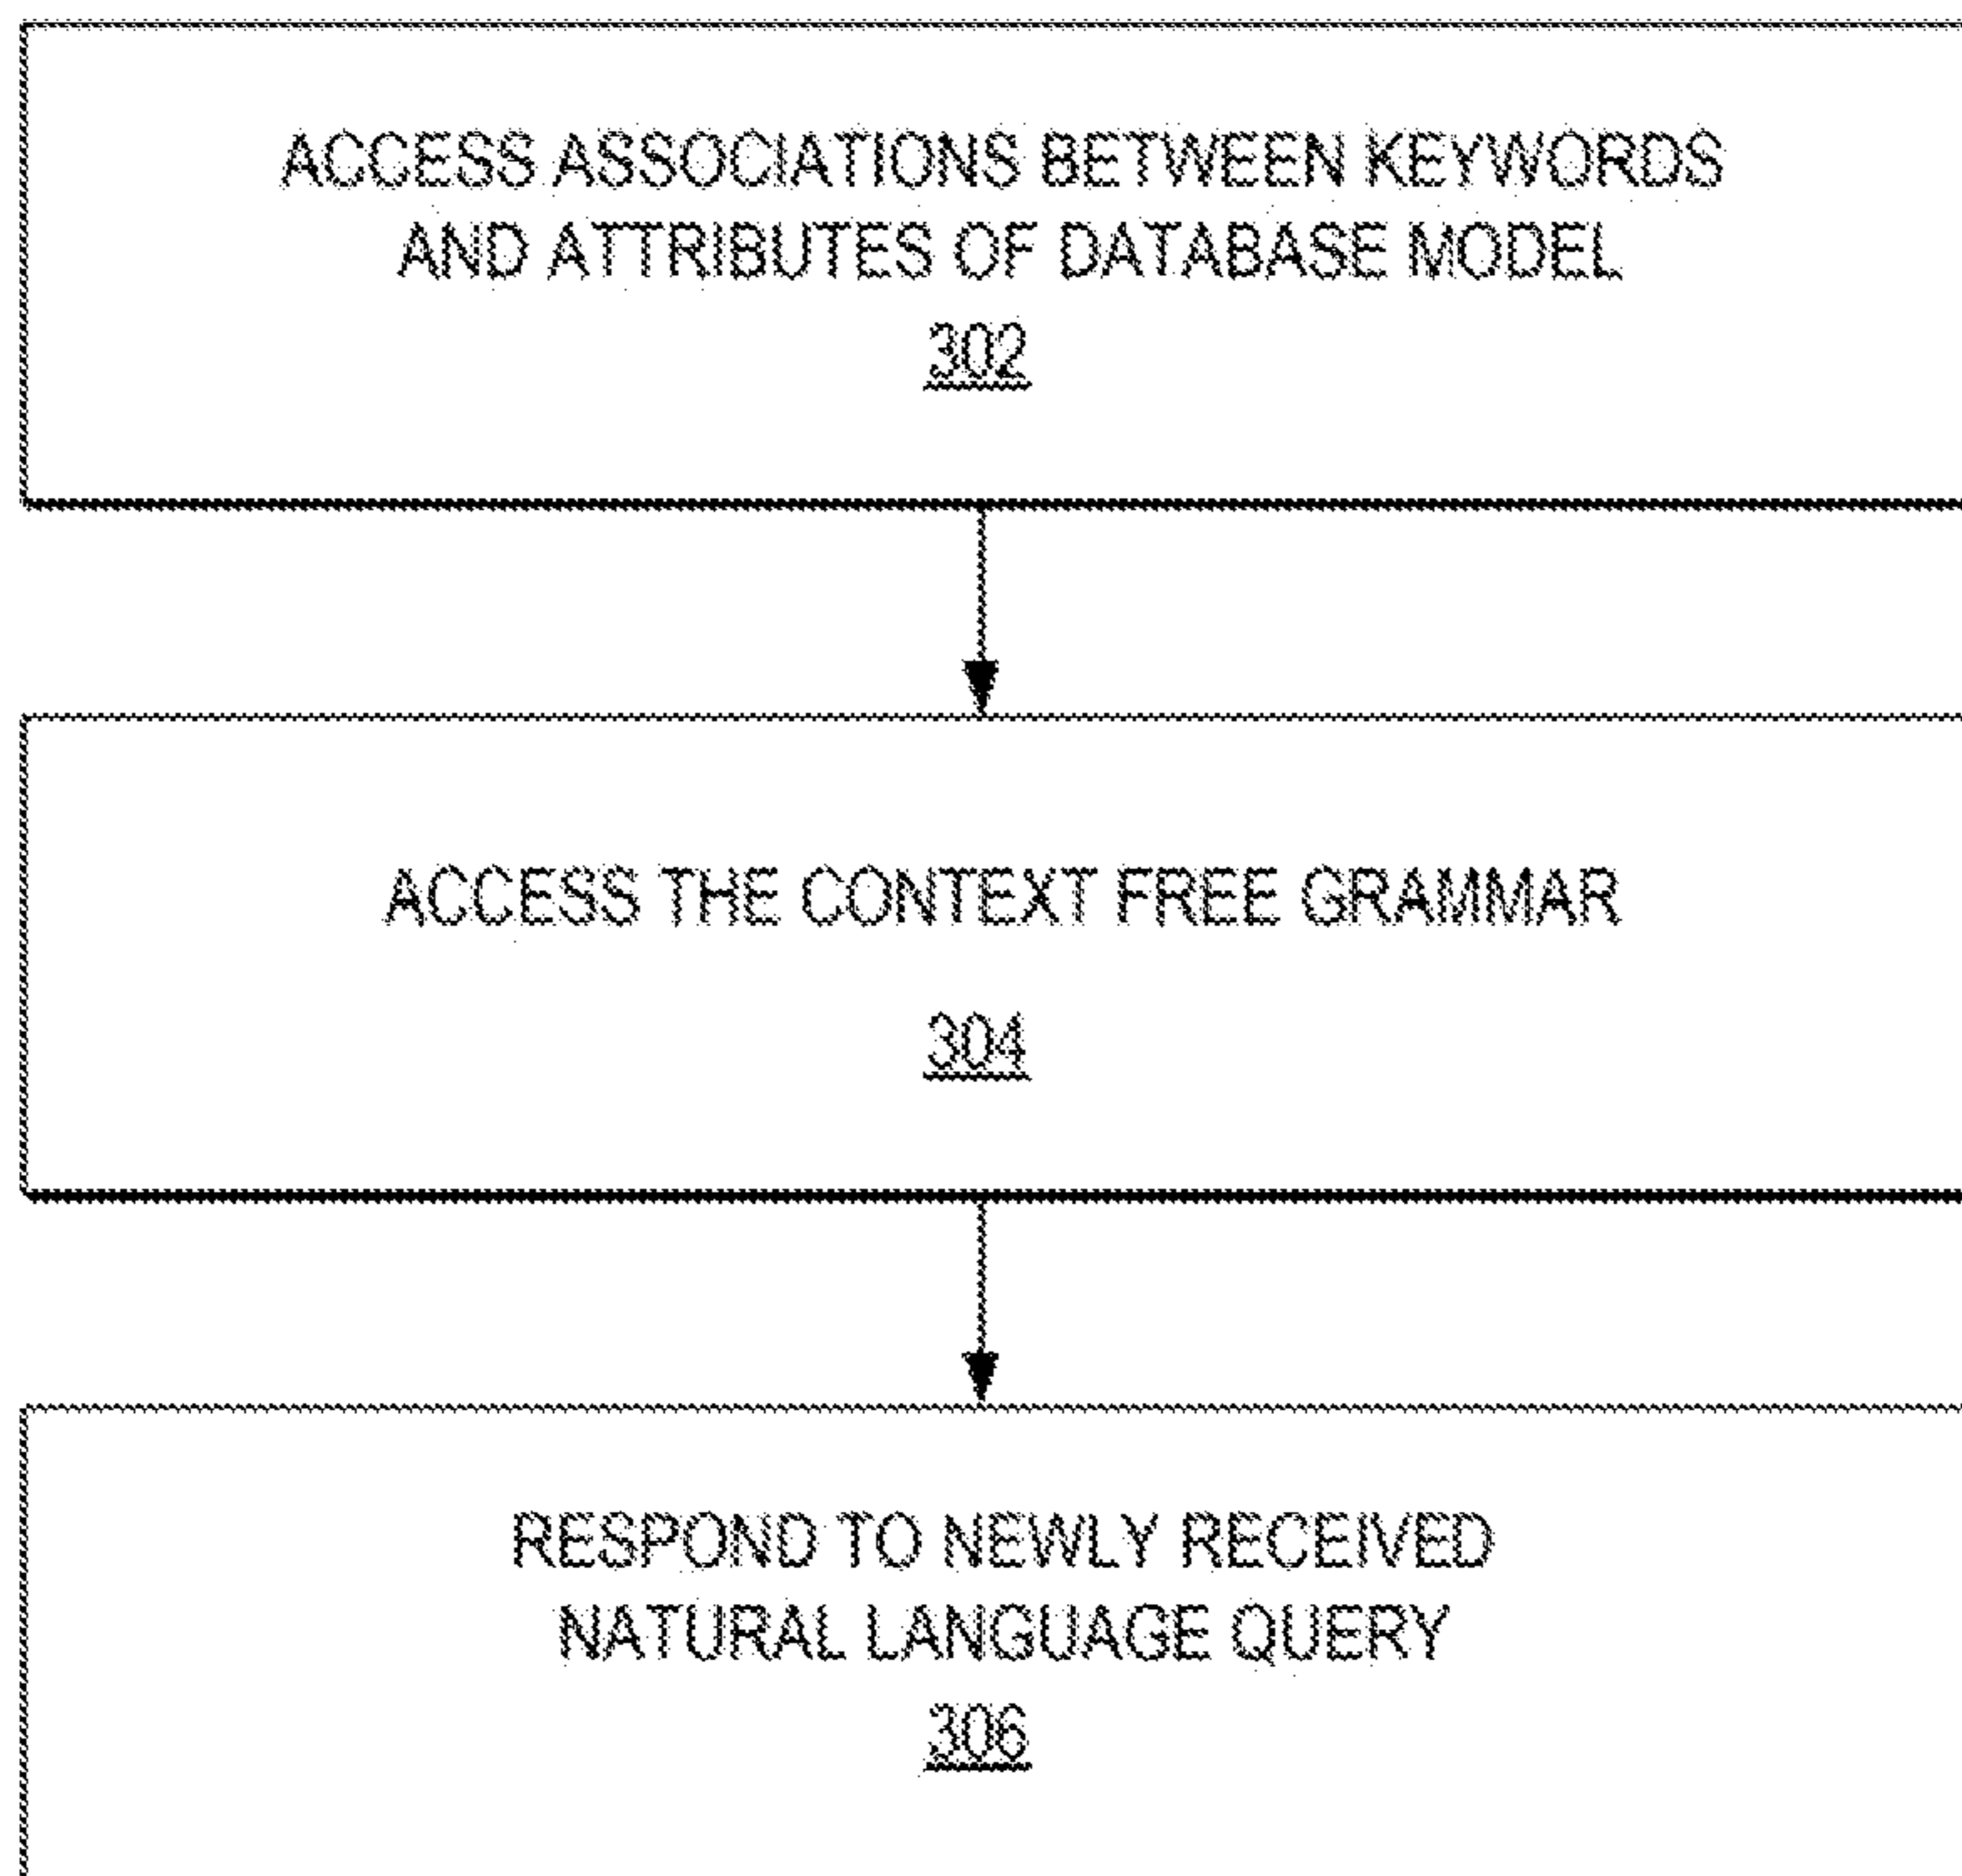 ACCESS ASSOCIATIONS BETWEEN KEYWORDS
AND ATTRIBUTES OF DATABASE MODEL
302
ACCESS THE CONTEXT FREE GRAMMAR
304
RESPOND TO NEWLY RECEIVED
NATURAL LANGUAGE QUERY
306